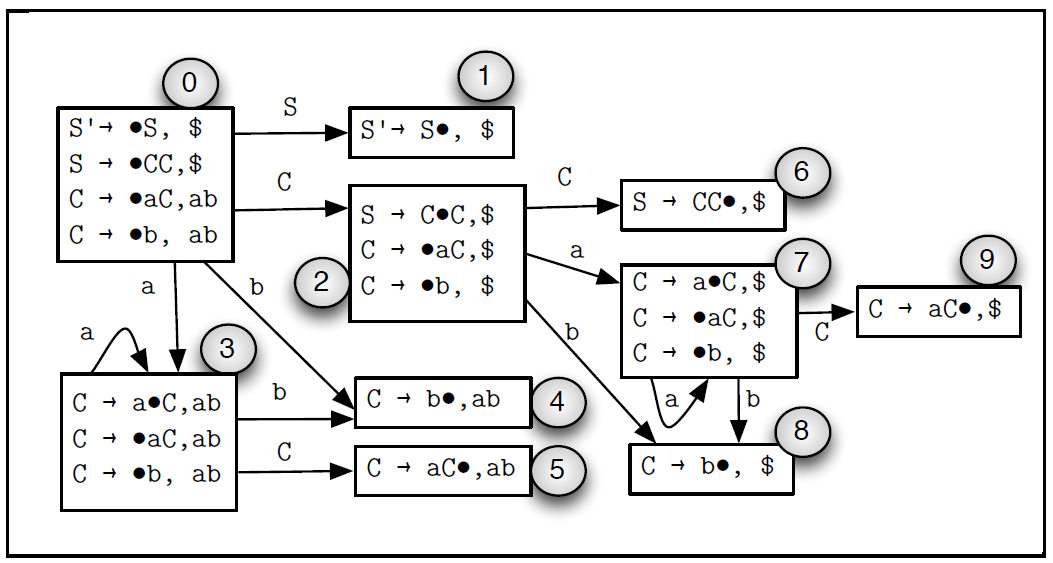 0
S'→ ●S, $
S → ●CC,$
C → ●aC,ab
C → ●b, ab
S
1
S'→ S●, $
C
2
S → C●C,$
C → ●aC,$
C → ●b, $
C
6
S → CC●,$
a
7
C → a●C,$
C → ●aC,$
C → ●b, $
C
9
C → aC●,$
a
b
b
a
b
8
C → b●, $
a
3
C → a●C,ab
C → ●aC,ab
C → ●b, ab
b
C → b●,ab
4
C
C → aC●,ab
5